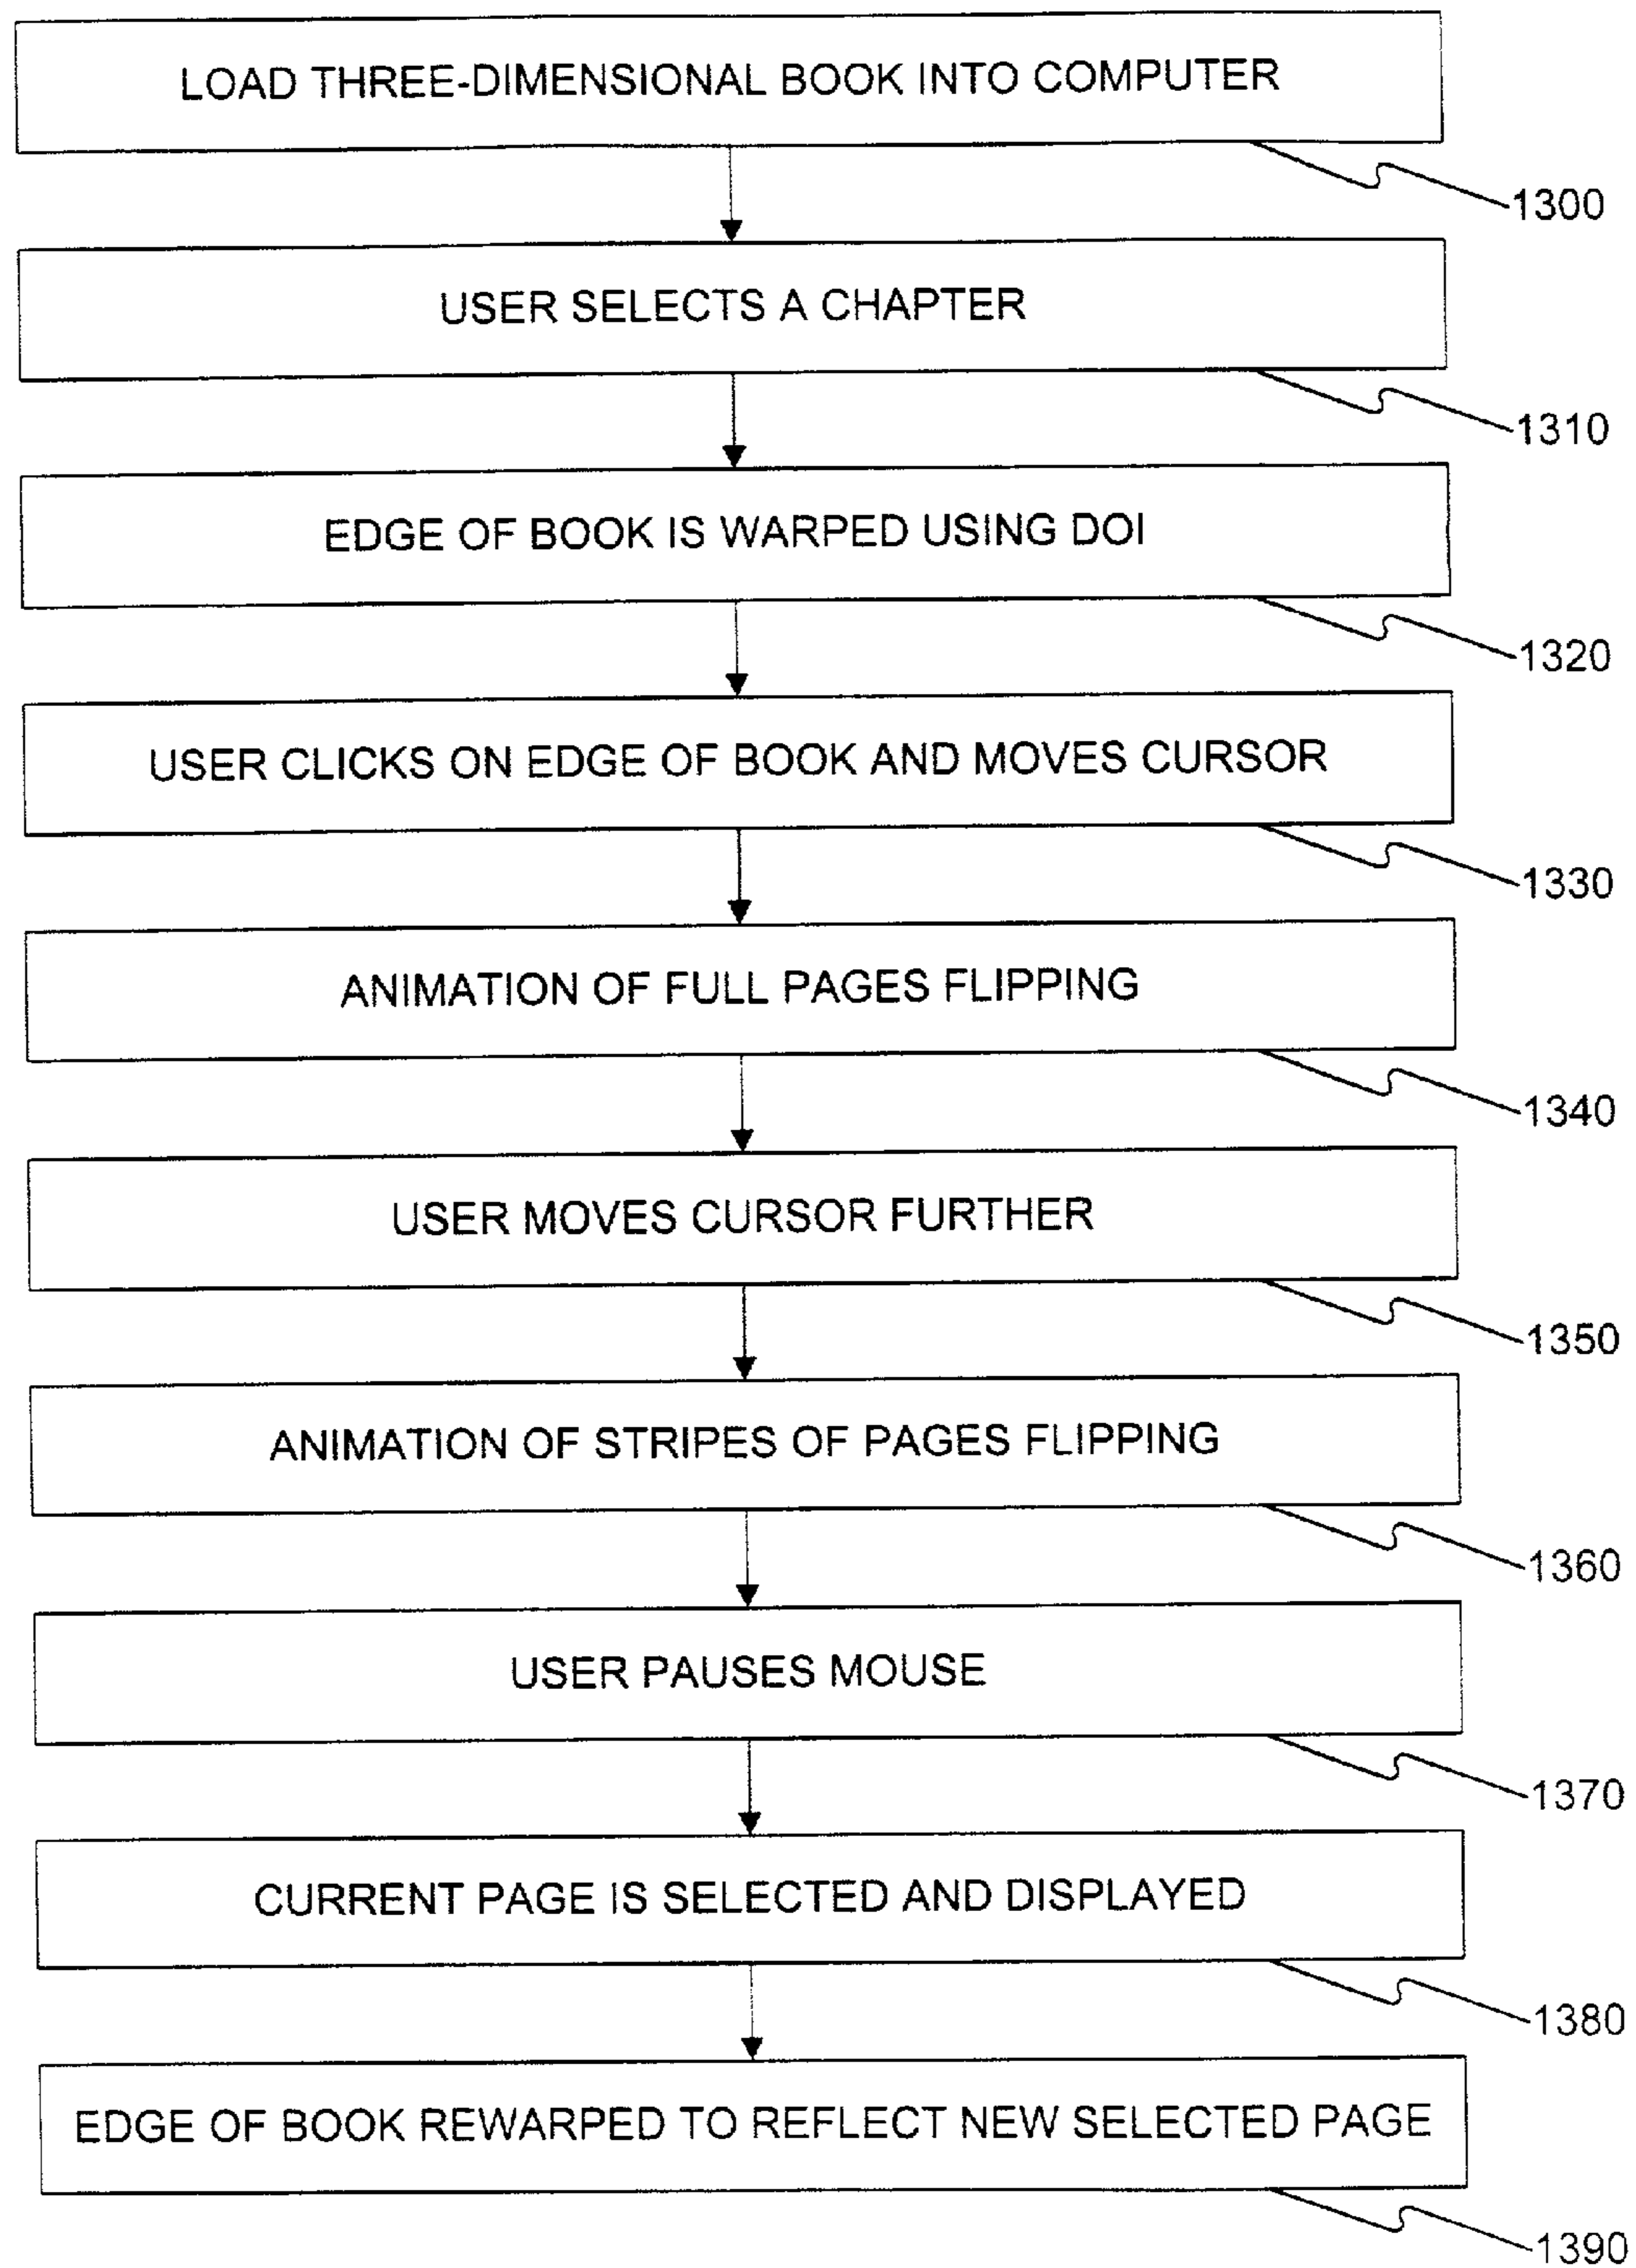 LOAD THREE-DIMENSIONAL BOOK INTO COMPUTER
1300
USER SELECTS A CHAPTER
1310
EDGE OF BOOK IS WARPED USING DOI
1320
USER CLICKS ON EDGE OF BOOK AND MOVES CURSOR
1330
ANIMATION OF FULL PAGES FLIPPING
1340
USER MOVES CURSOR FURTHER
1350
ANIMATION OF STRIPES OF PAGES FLIPPING
1360
USER PAUSES MOUSE
1370
CURRENT PAGE IS SELECTED AND DISPLAYED
1380
EDGE OF BOOK REWARPED TO REFLECT NEW SELECTED PAGE
1390